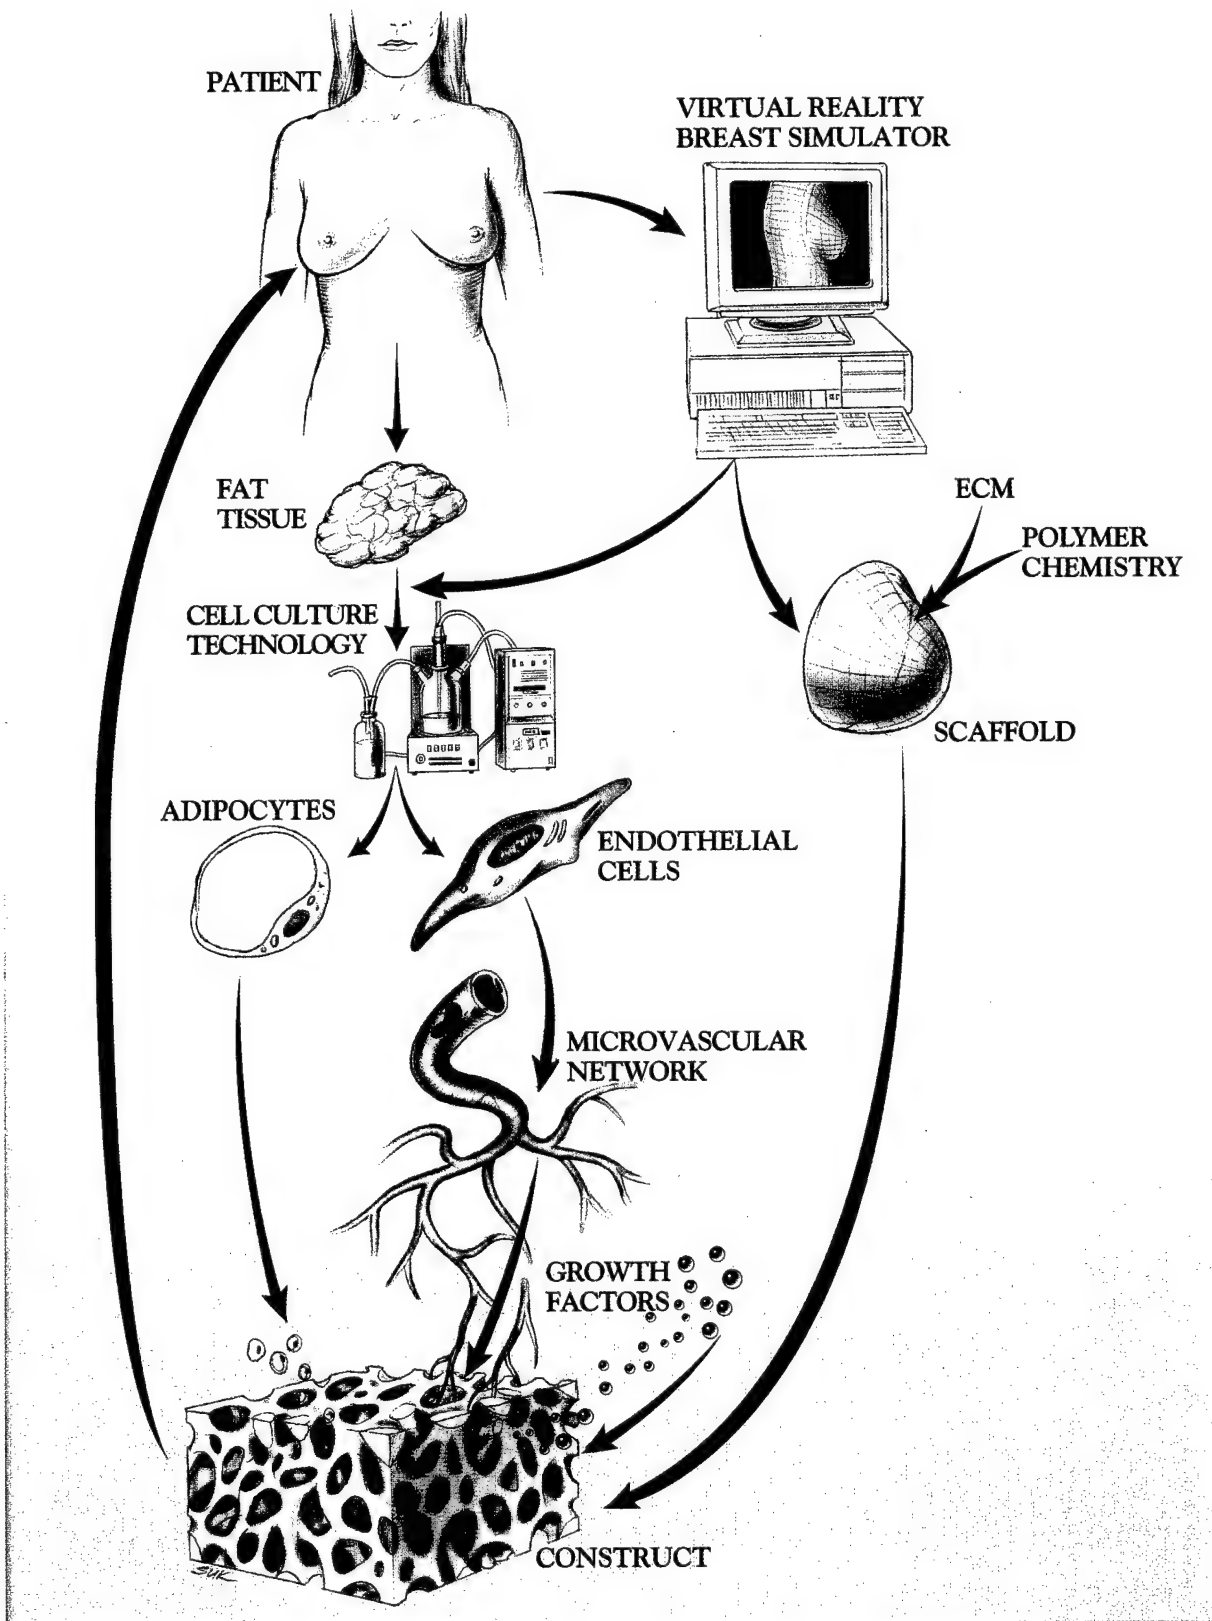 PATIENT
VIRTUAL REALITY
BREAST SIMULATOR
FAT
TISSUE
ECM
POLYMER
CHEMISTRY
CELL CULTURE
TECHNOLOGY
SCAFFOLD
ADIPOCYTES
ENDOTHELIAL
CELLS
MICROVASCULAR
NETWORK
GROWTH
FACTORS
CONSTRUCT
SUK